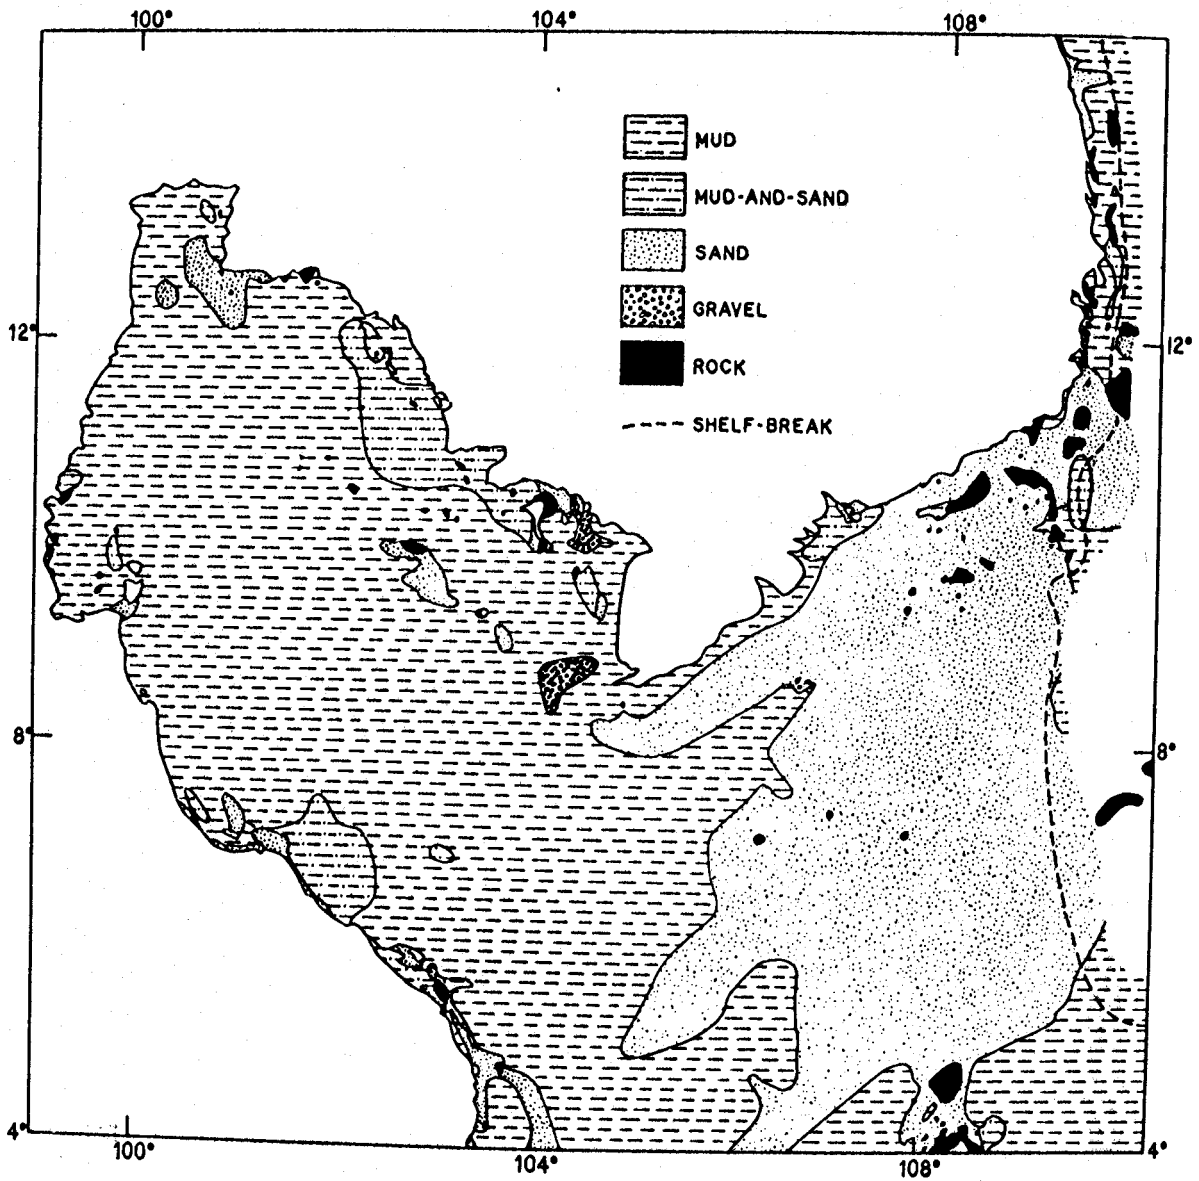 100° 104° 108°
MUD
MUD-AND-SAND
SAND
GRAVEL
ROCK
SHELF-BREAK
12° 12°
8° 8°
4° 4°
100° 104° 108°